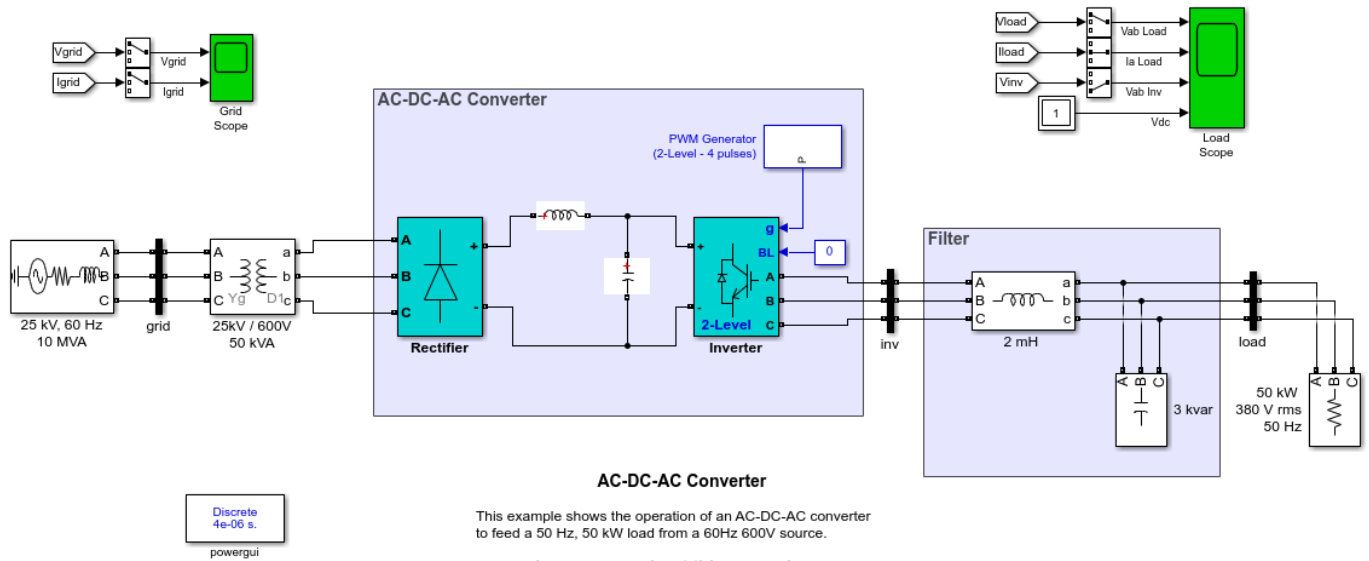 Vgrid
Vgrid
Igrid
Igrid
Grid
Scope
Vload
Vab Load
Iload
Ia Load
Vinv
Vab Inv
1
Vdc
Load
Scope
AC-DC-AC Converter
PWM Generator
(2-Level - 4 pulses)
P
A
B
C
25 kV, 60 Hz
10 MVA
grid
A
B
C
Yg
D1
a
b
c
25kV / 600V
50 kVA
A
B
C
+
-
Rectifier
+
+
+
-
g
BL
A
B
C
2-Level
Inverter
0
inv
Filter
A
B
C
a
b
c
2 mH
A
B
C
3 kvar
load
A
B
C
50 kW
380 V rms
50 Hz
AC-DC-AC Converter
This example shows the operation of an AC-DC-AC converter
to feed a 50 Hz, 50 kW load from a 60Hz 600V source.
Discrete
4e-06 s.
powergui